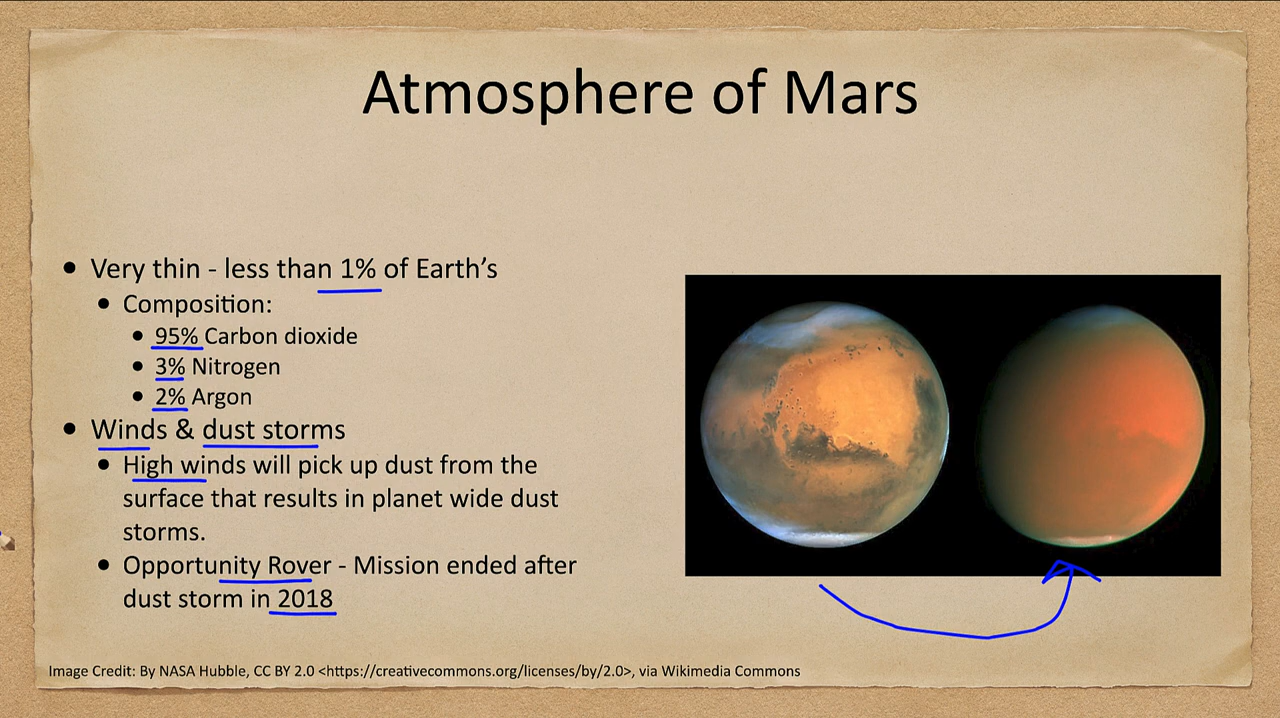 Atmosphere of Mars
• Very thin - less than 1% of Earth's
• Composition:
• 95% Carbon dioxide
• 3% Nitrogen
• 2% Argon
• Winds & dust storms
• High winds will pick up dust from the
surface that results in planet wide dust
storms.
• Opportunity Rover - Mission ended after
dust storm in 2018
Image Credit: By NASA Hubble, CC BY 2.0 <https://creativecommons.org/licenses/by/2.0>, via Wikimedia Commons